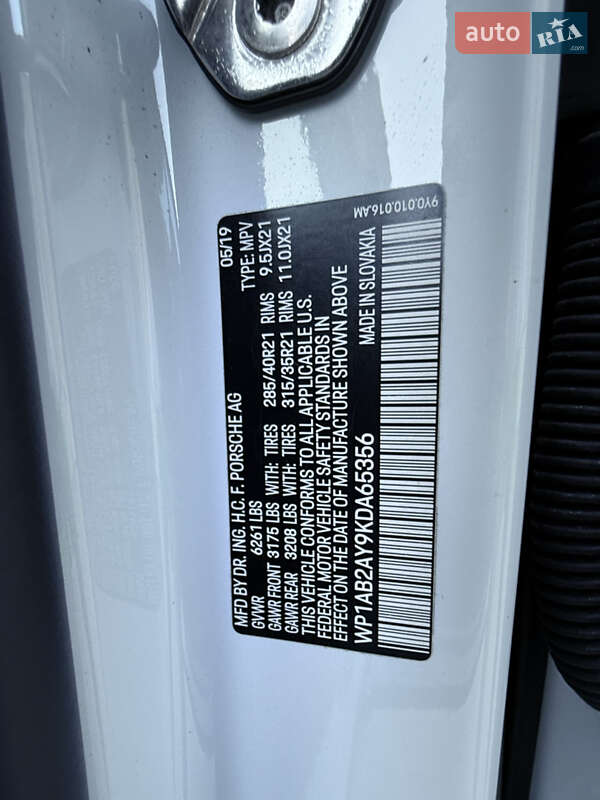 auto RIA.com
MFD BY DR. ING. H.C. F. PORSCHE AG 05/19
GVWR 6261 LBS TYPE: MPV
GAWR FRONT 3175 LBS WITH: TIRES 285/40R21 RIMS 9.5JX21
GAWR REAR 3208 LBS WITH: TIRES 315/35R21 RIMS 11.0JX21
THIS VEHICLE CONFORMS TO ALL APPLICABLE U.S.
FEDERAL MOTOR VEHICLE SAFETY STANDARDS IN
EFFECT ON THE DATE OF MANUFACTURE SHOWN ABOVE
WP1AB2AY9KDA65356 MADE IN SLOVAKIA
9Y0.010.016.AM